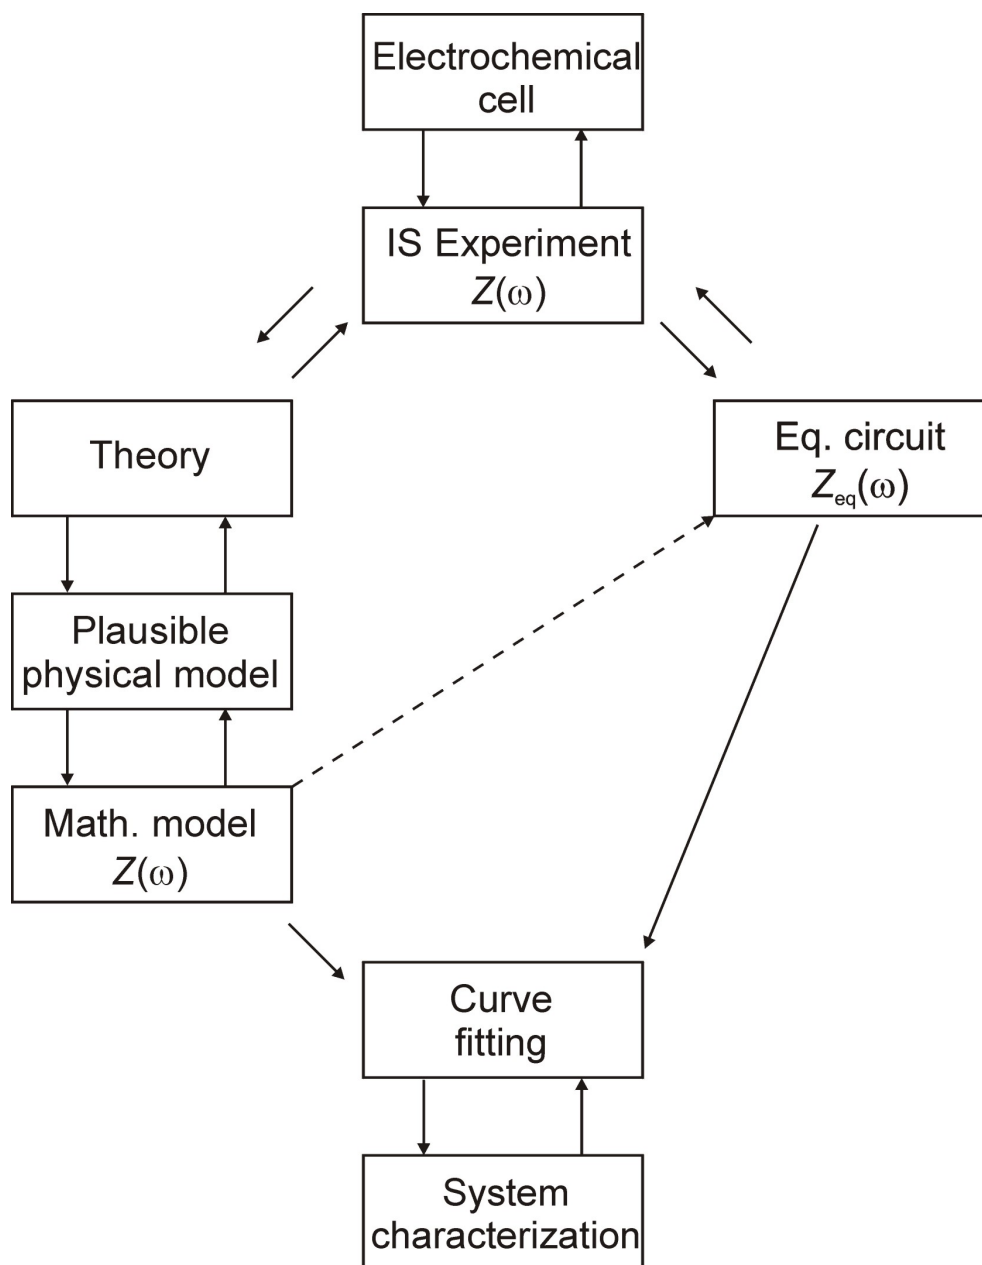 Electrochemical
cell
IS Experiment
Z(ω)
Theory
Eq. circuit
Zeq(ω)
Plausible
physical model
Math. model
Z(ω)
Curve
fitting
System
characterization